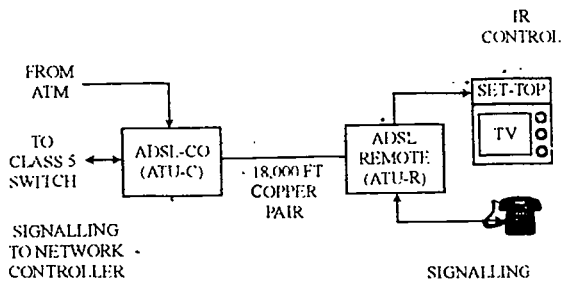 IR
CONTROL
FROM
ATM
SET-TOP
TV
TO
CLASS 5
SWITCH
ADSL-CO
(ATU-C)
18,000 FT
COPPER
PAIR
ADSL
REMOTE
(ATU-R)
SIGNALLING
TO NETWORK
CONTROLLER
SIGNALLING